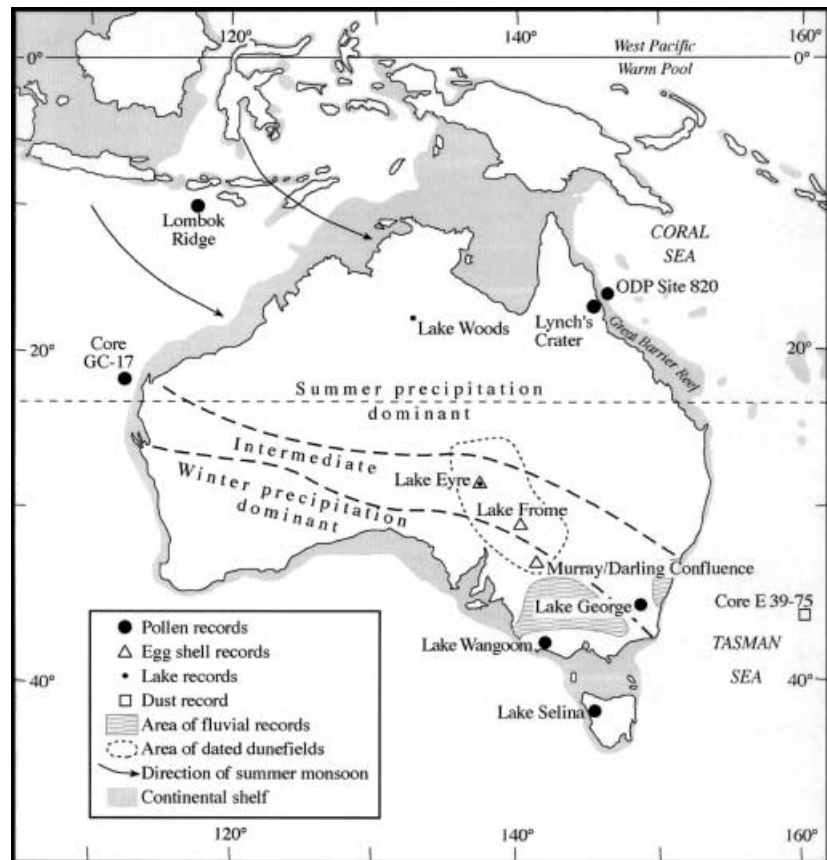 120°
140°
160°
West Pacific
Warm Pool
0°
0°
Lombok
Ridge
CORAL
SEA
ODP Site 820
Lake Woods
Lynch's
Crater
Great Barrier Reef
Core
GC-17
20°
20°
Summer precipitation
dominant
Intermediate
Winter precipitation
dominant
Lake Eyre
Lake Frome
Murray/Darling Confluence
Lake George
Core E 39-75
Lake Wangoom
TASMAN
SEA
40°
40°
Lake Selina
Pollen records
Egg shell records
Lake records
Dust record
Area of fluvial records
Area of dated dunefields
Direction of summer monsoon
Continental shelf
120°
140°
160°